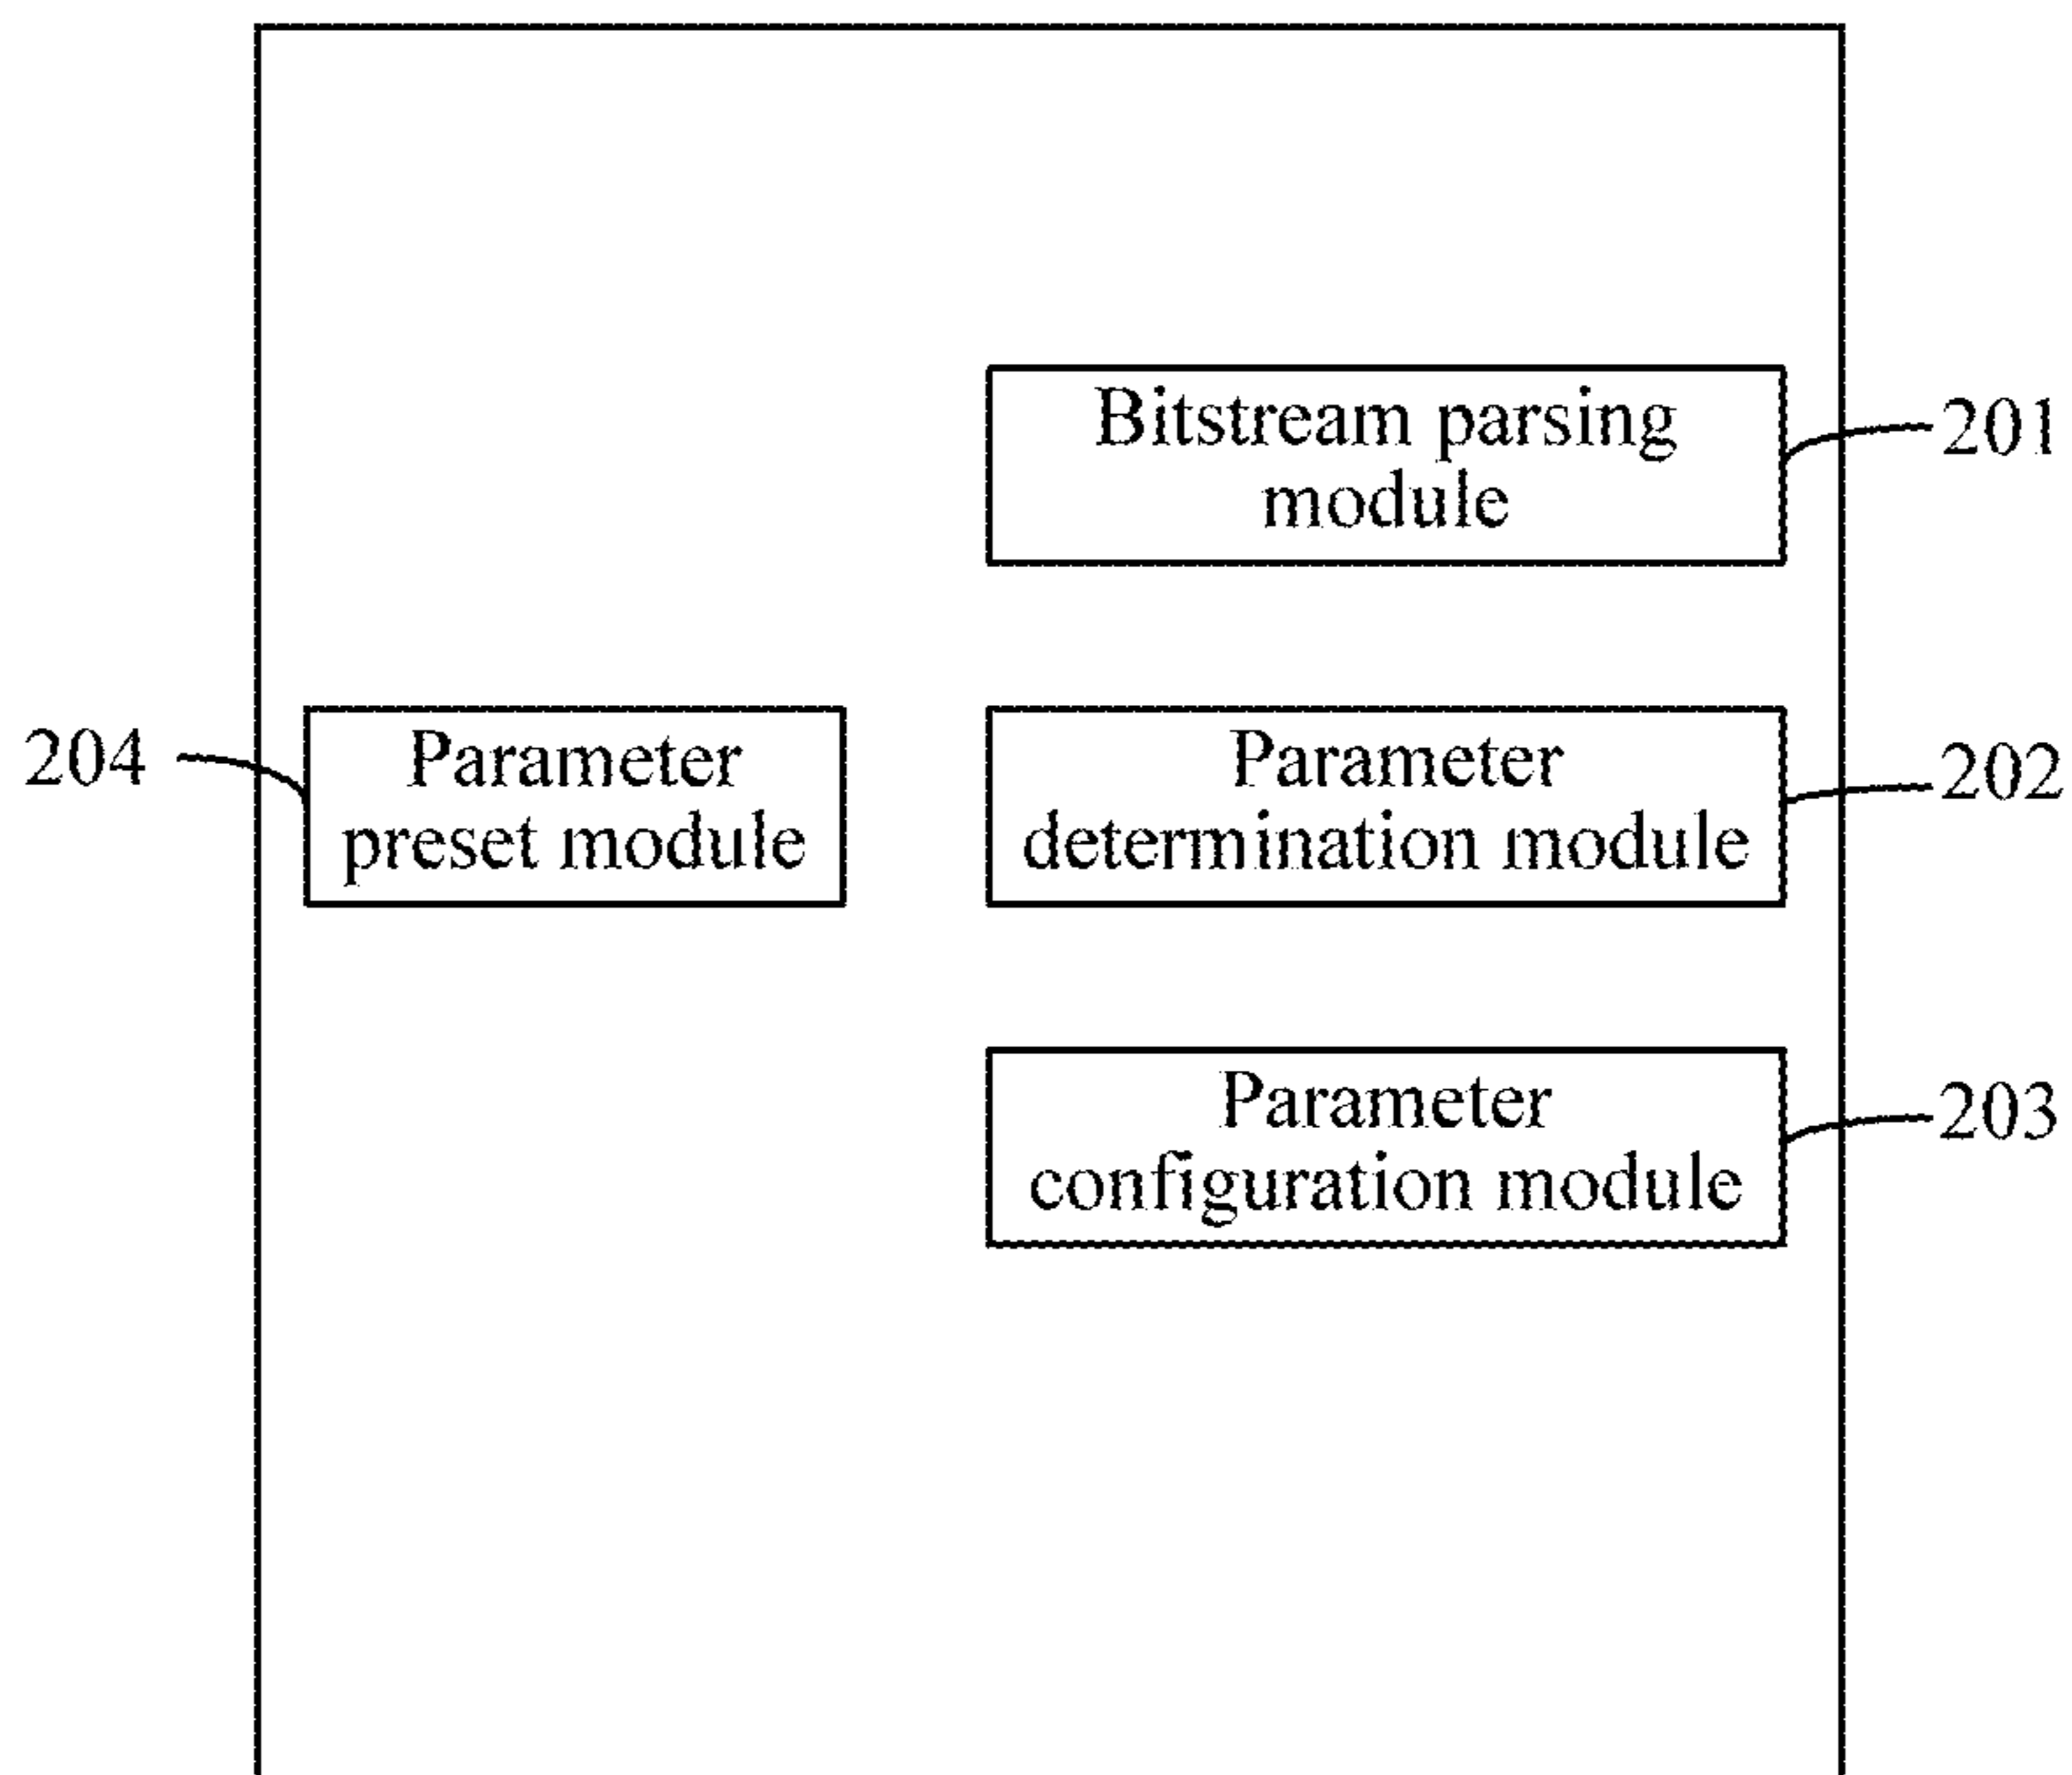 Bitstream parsing
module
201
204
Parameter
preset module
Parameter
determination module
202
Parameter
configuration module
203